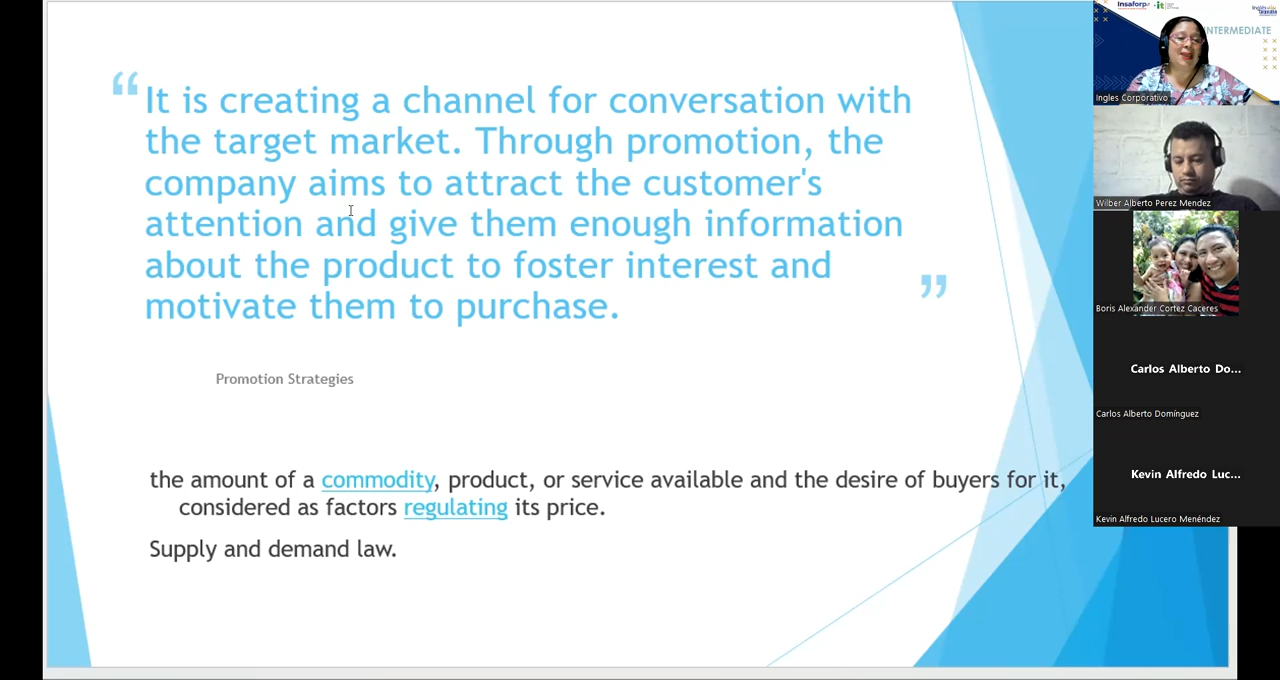 “
It is creating a channel for conversation with
the target market. Through promotion, the
company aims to attract the customer's
attention and give them enough information
about the product to foster interest and
motivate them to purchase.
”
Promotion Strategies
the amount of a commodity, product, or service available and the desire of buyers for it,
considered as factors regulating its price.
Supply and demand law.
Insaforp
INTERMEDIATE
Ingles Corporativo
Wilber Alberto Perez Mendez
Boris Alexander Cortez Caceres
Carlos Alberto Do...
Carlos Alberto Domínguez
Kevin Alfredo Luc...
Kevin Alfredo Lucero Menéndez